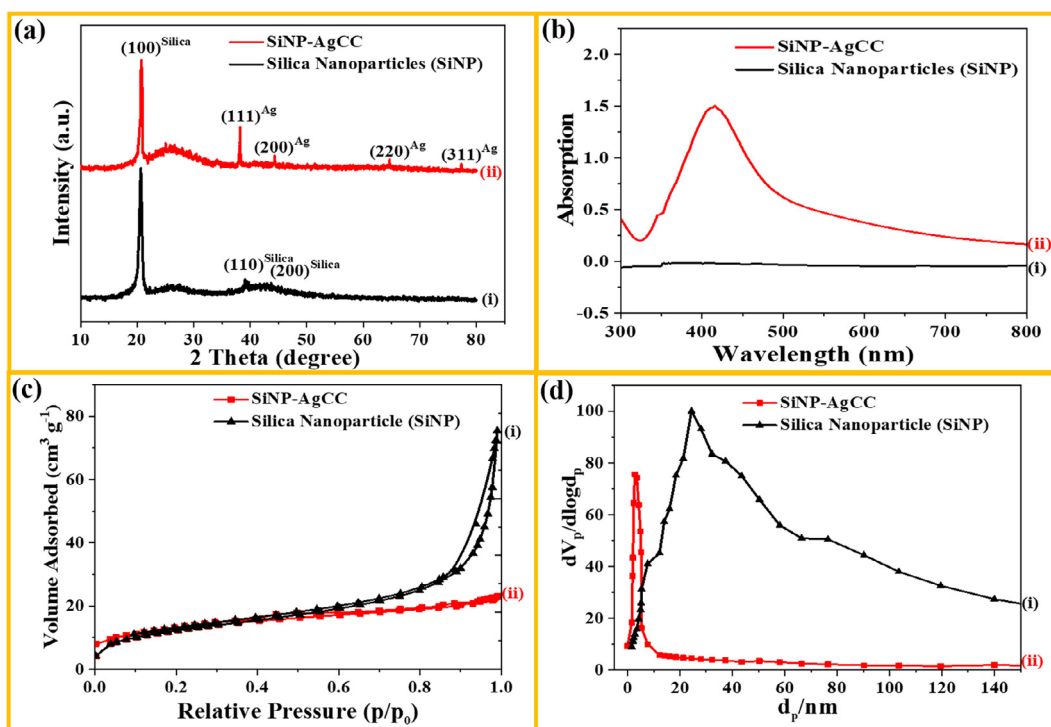 (a)
SiNP-AgCC
Silica Nanoparticles (SiNP)
(100)Silica
(111)Ag
(200)Ag
(220)Ag
(311)Ag
(ii)
(110)Silica
(200)Silica
(i)
Intensity (a.u.)
10 20 30 40 50 60 70 80
2 Theta (degree)
(b)
SiNP-AgCC
Silica Nanoparticles (SiNP)
2.0
1.5
1.0
0.5
0.0
-0.5
Absorption
(ii)
(i)
300 400 500 600 700 800
Wavelength (nm)
(c)
SiNP-AgCC
Silica Nanoparticle (SiNP)
80
60
40
20
0
Volume Adsorbed (cm³ g⁻¹)
(i)
(ii)
0.0 0.2 0.4 0.6 0.8 1.0
Relative Pressure (p/p₀)
(d)
SiNP-AgCC
Silica Nanoparticle (SiNP)
100
80
60
40
20
0
dVₚ/dlogdₚ
(i)
(ii)
0 20 40 60 80 100 120 140
dₚ/nm